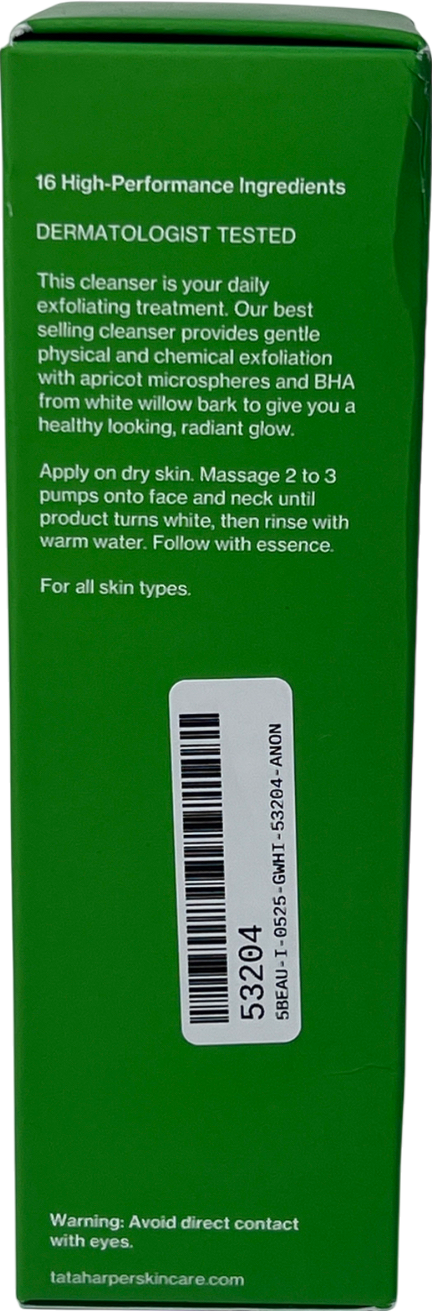 16 High-Performance Ingredients
DERMATOLOGIST TESTED
This cleanser is your daily
exfoliating treatment. Our best
selling cleanser provides gentle
physical and chemical exfoliation
with apricot microspheres and BHA
from white willow bark to give you a
healthy looking, radiant glow.
Apply on dry skin. Massage 2 to 3
pumps onto face and neck until
product turns white, then rinse with
warm water. Follow with essence.
For all skin types.
53204
5BEAU-I-0525-GWHI-53204-ANON
Warning: Avoid direct contact
with eyes.
tataharperskincare.com